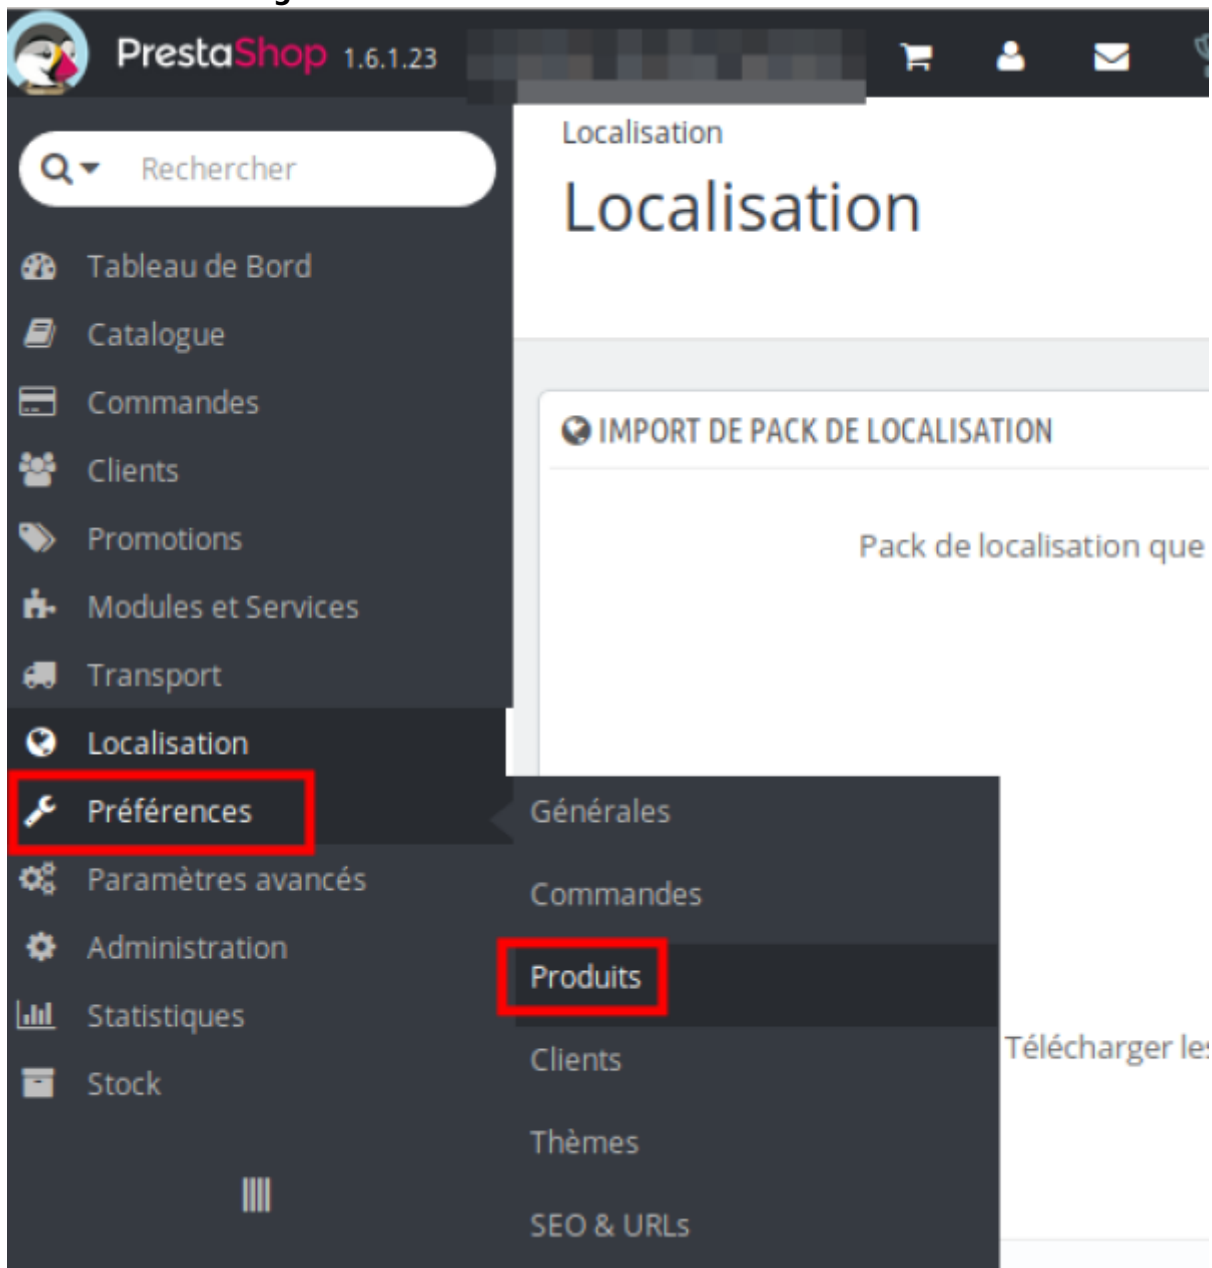 PrestaShop 1.6.1.23
Rechercher
Tableau de Bord
Catalogue
Commandes
Clients
Promotions
Modules et Services
Transport
Localisation
Préférences
Paramètres avancés
Administration
Statistiques
Stock
Générales
Commandes
Produits
Clients
Thèmes
SEO & URLs
Localisation
Localisation
IMPORT DE PACK DE LOCALISATION
Pack de localisation que
Télécharger les